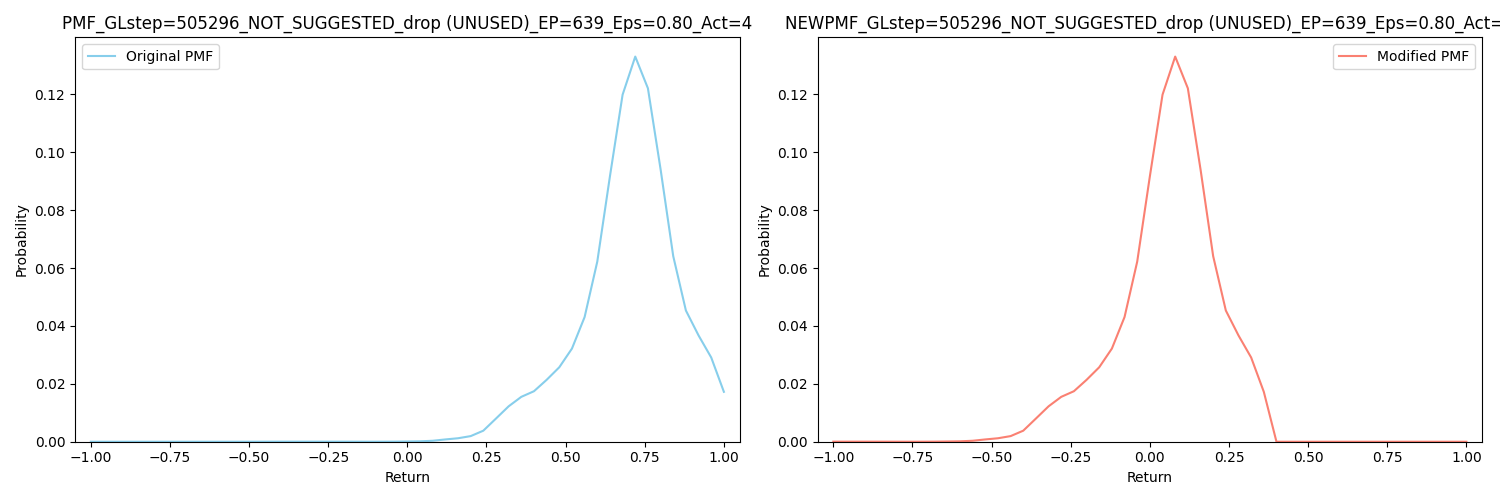 PMF_GLstep=505296_NOT_SUGGESTED_drop (UNUSED)_EP=639_Eps=0.80_Act=4
Original PMF
Probability
0.12
0.10
0.08
0.06
0.04
0.02
0.00
−1.00 −0.75 −0.50 −0.25 0.00 0.25 0.50 0.75 1.00
Return
NEWPMF_GLstep=505296_NOT_SUGGESTED_drop (UNUSED)_EP=639_Eps=0.80_Act=
Modified PMF
Probability
0.12
0.10
0.08
0.06
0.04
0.02
0.00
−1.00 −0.75 −0.50 −0.25 0.00 0.25 0.50 0.75 1.00
Return